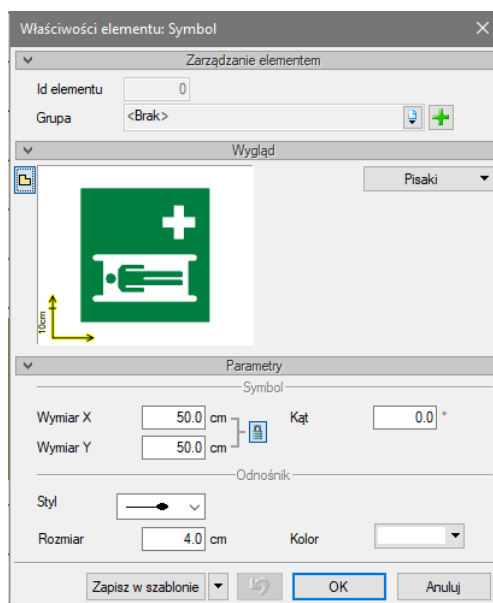 Właściwości elementu: Symbol
Zarządzanie elementem
Id elementu 0
Grupa <Brak>
Wygląd
Pisaki
10cm
Parametry
Symbol
Wymiar X 50.0 cm Kąt 0.0 °
Wymiar Y 50.0 cm
Odnośnik
Styl
Rozmiar 4.0 cm Kolor
Zapisz w szablonie OK Anuluj